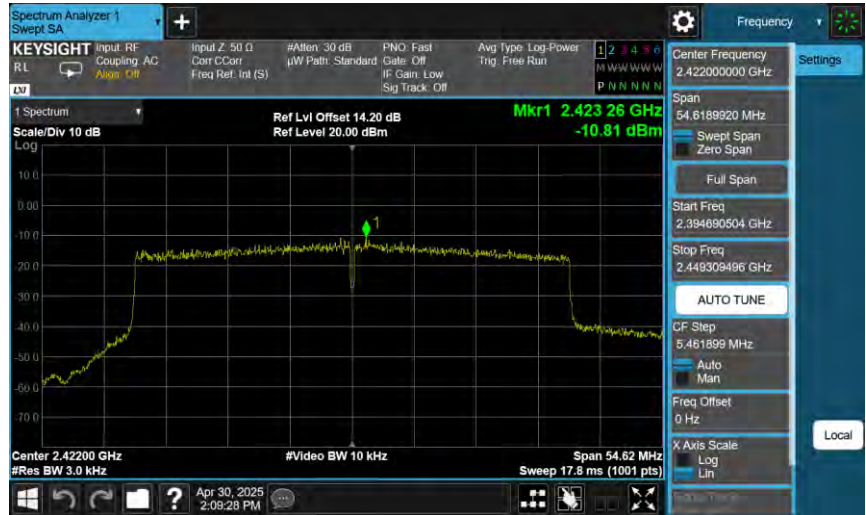 Spectrum Analyzer 1
Swept SA
+
Frequency
KEYSIGHT
RL
LXI
Input: RF
Coupling: AC
Align: Off
Input Z: 50 Ω
Corr CCorr
Freq Ref: Int (S)
#Atten: 30 dB
µW Path: Standard
PNO: Fast
Gate: Off
IF Gain: Low
Sig Track: Off
Avg Type: Log-Power
Trig: Free Run
1 2 3 4 5 6
M W W W W W
P N N N N N
1 Spectrum
Scale/Div 10 dB
Ref Lvl Offset 14.20 dB
Ref Level 20.00 dBm
Mkr1 2.423 26 GHz
-10.81 dBm
Log
10.0
0.00
-10.0
-20.0
-30.0
-40.0
-50.0
-60.0
-70.0
1
Center 2.42200 GHz
#Res BW 3.0 kHz
#Video BW 10 kHz
Span 54.62 MHz
Sweep 17.8 ms (1001 pts)
Center Frequency
2.422000000 GHz
Span
54.6189920 MHz
Swept Span
Zero Span
Full Span
Start Freq
2.394690504 GHz
Stop Freq
2.449309496 GHz
AUTO TUNE
CF Step
5.461899 MHz
Auto
Man
Freq Offset
0 Hz
X Axis Scale
Log
Lin
Settings
Local
?
Apr 30, 2025
2:09:28 PM